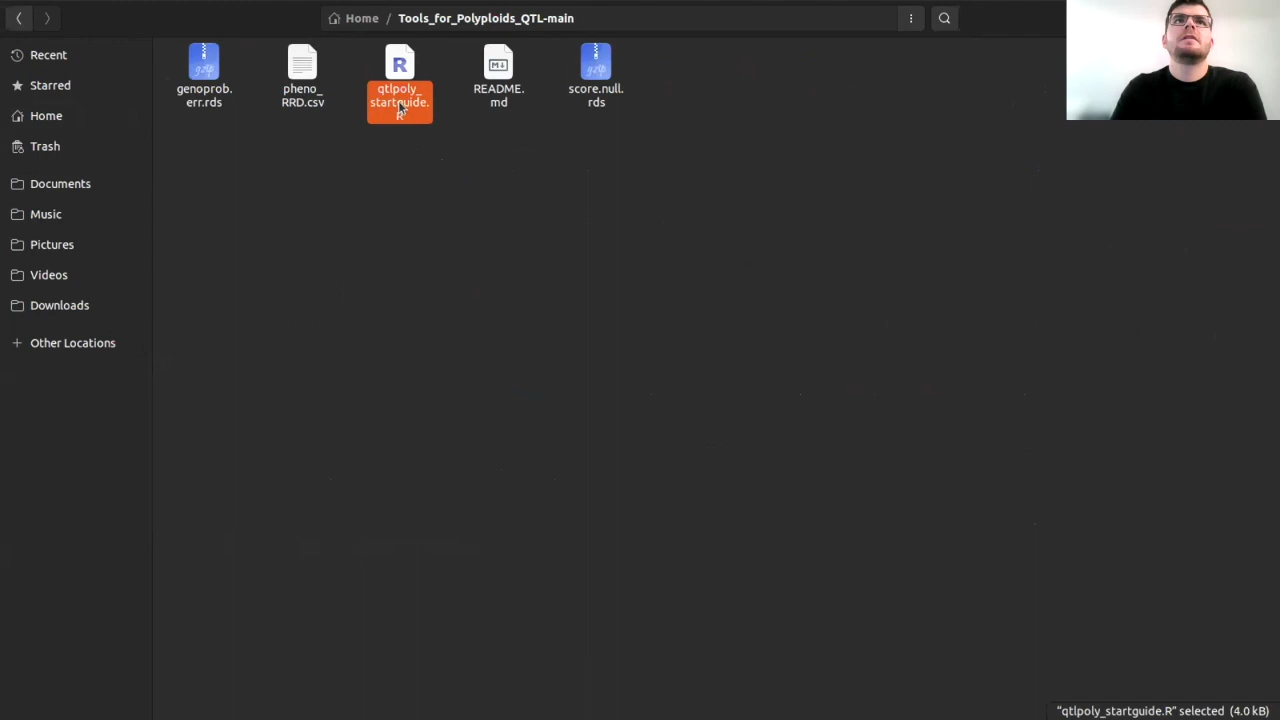 Home / Tools_for_Polyploids_QTL-main
Recent
Starred
Home
Trash
Documents
Music
Pictures
Videos
Downloads
+ Other Locations
genoprob.
err.rds
pheno_
RRD.csv
R
qtlpoly_
startguide.
R
README.
md
score.null.
rds
"qtlpoly_startguide.R" selected (4.0 kB)